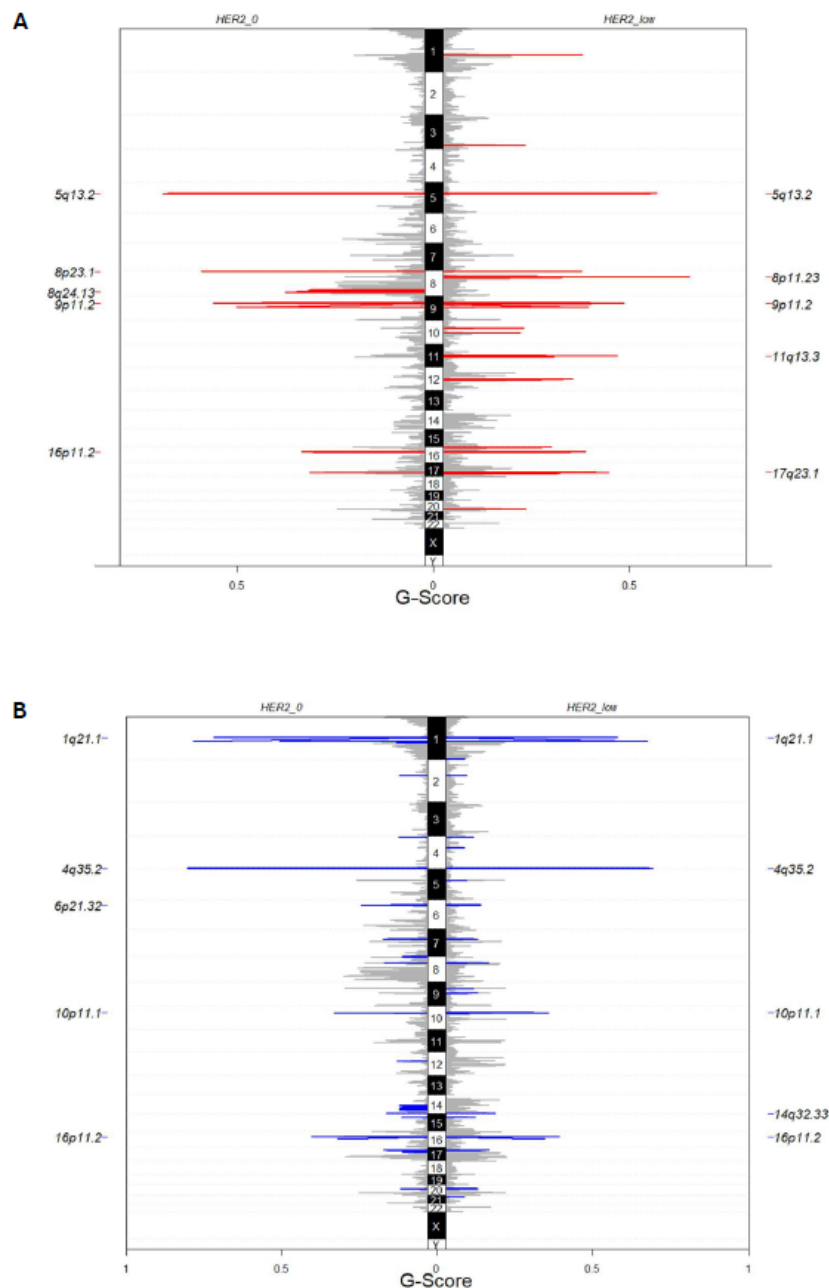 A
HER2_0 HER2_low
1
2
3
4
5q13.2 5 5q13.2
6
7
8p23.1
8 8p11.23
8q24.13
9p11.2 9 9p11.2
10
11 11q13.3
12
13
14
15
16p11.2 16
17 17q23.1
18
19
20
21
22
X
Y
0.5 0 0.5
G-Score
B
HER2_0 HER2_low
1q21.1 1 1q21.1
2
3
4
4q35.2 4q35.2
5
6p21.32
6
7
8
9
10p11.1 10 10p11.1
11
12
13
14
14q32.33
15
16p11.2 16 16p11.2
17
18
19
20
21
22
X
Y
1 0.5 0 0.5 1
G-Score